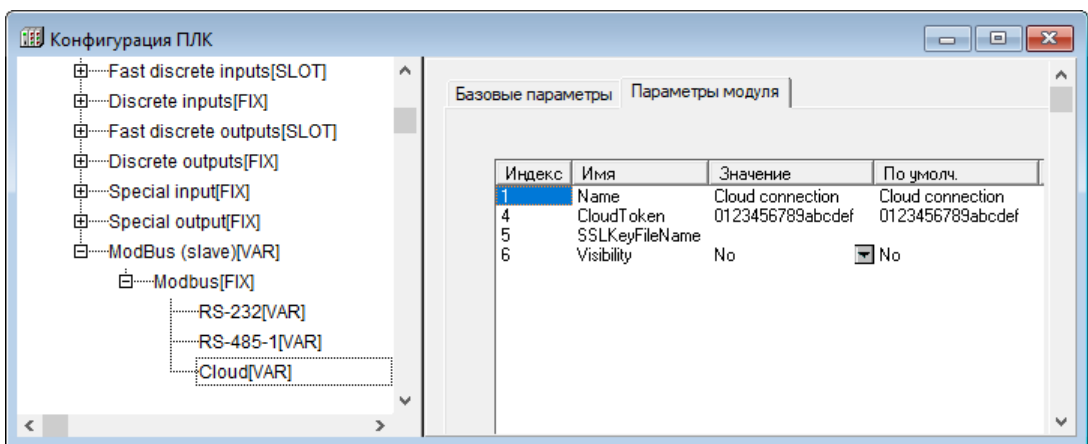 Конфигурация ПЛК
Fast discrete inputs[SLOT]
Discrete inputs[FIX]
Fast discrete outputs[SLOT]
Discrete outputs[FIX]
Special input[FIX]
Special output[FIX]
ModBus (slave)[VAR]
Modbus[FIX]
RS-232[VAR]
RS-485-1[VAR]
Cloud[VAR]
Базовые параметры Параметры модуля
Индекс Имя Значение По умолч.
1 Name Cloud connection Cloud connection
4 CloudToken 0123456789abcdef 0123456789abcdef
5 SSLKeyFileName
6 Visibility No No